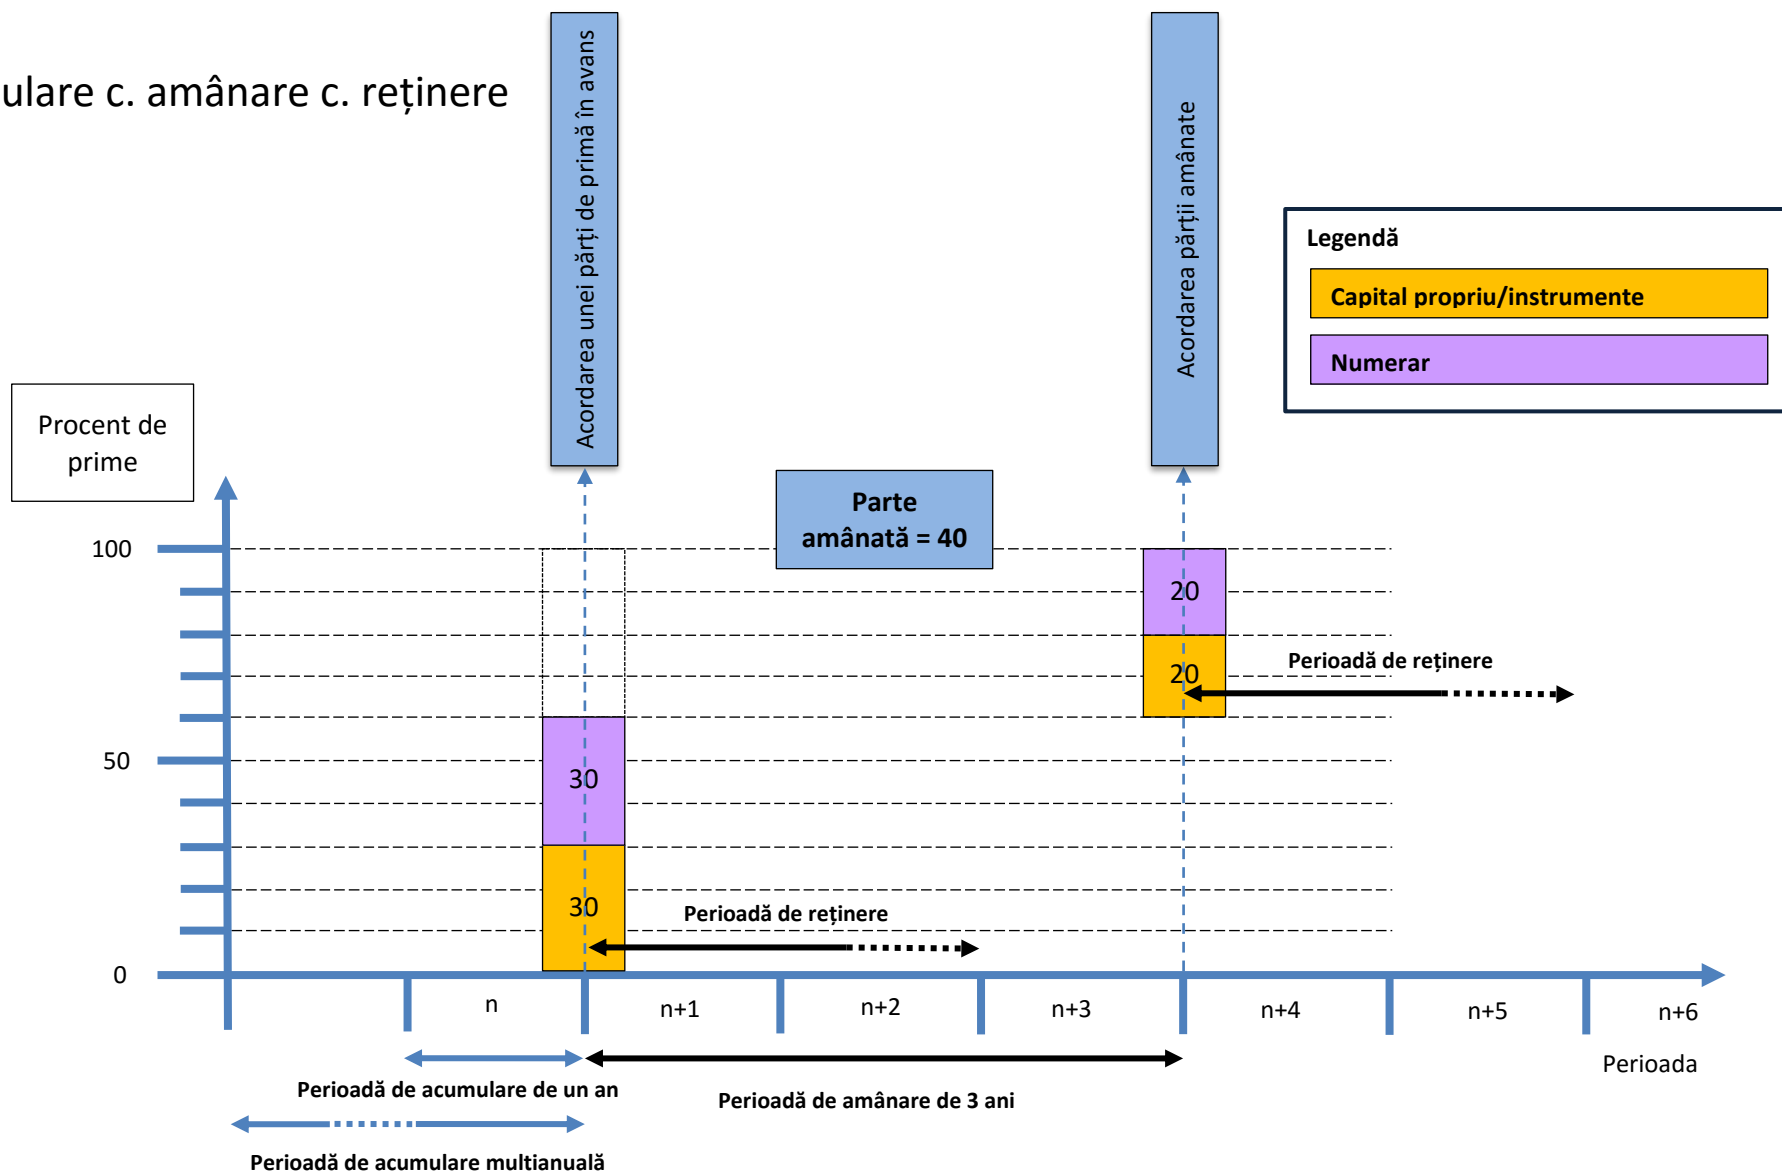 ulare c. amânare c. reținere
Acordarea unei părți de primă în avans
Acordarea părții amânate
Legendă
Capital propriu/instrumente
Numerar
Procent de
prime
Parte
amânată = 40
100
50
0
20
20
30
30
Perioadă de reținere
Perioadă de reținere
n
n+1
n+2
n+3
n+4
n+5
n+6
Perioada
Perioadă de acumulare de un an
Perioadă de amânare de 3 ani
Perioadă de acumulare multianuală